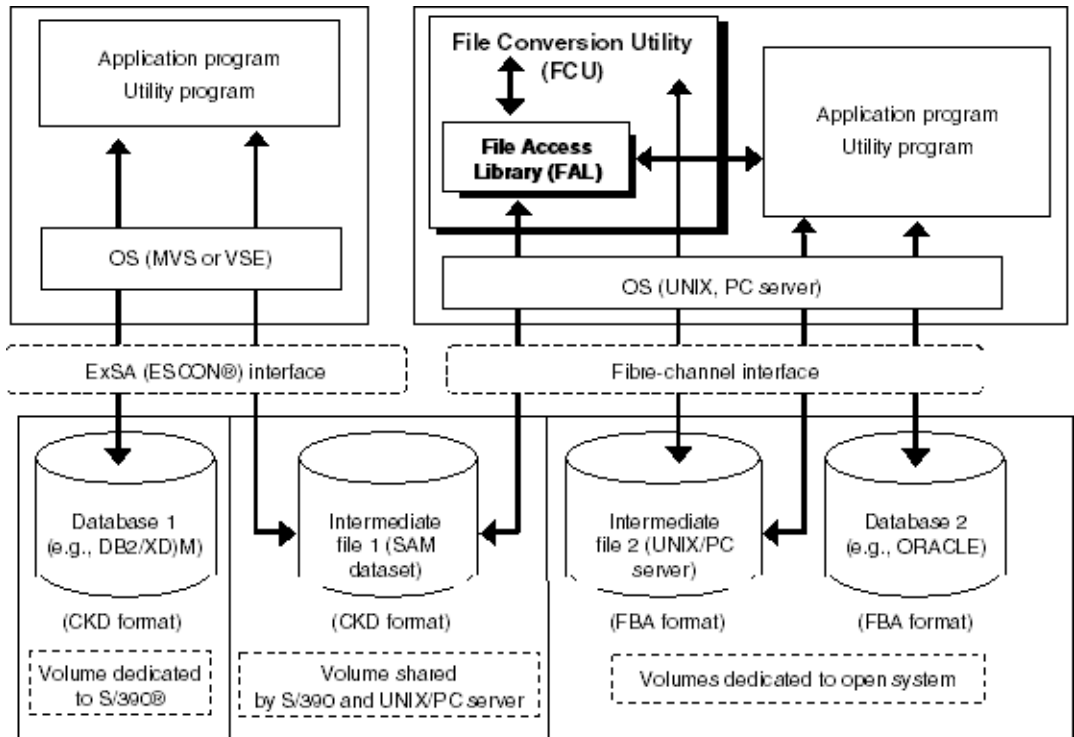 Application program
Utility program
OS (MVS or VSE)
File Conversion Utility
(FCU)
File Access
Library (FAL)
Application program
Utility program
OS (UNIX, PC server)
ExSA (ESCON®) interface
Fibre-channel interface
Database 1
(e.g., DB2/XD)M)
Intermediate
file 1 (SAM
dataset)
Intermediate
file 2 (UNIX/PC
server)
Database 2
(e.g., ORACLE)
(CKD format)
(CKD format)
(FBA format)
(FBA format)
Volume dedicated
to S/390®
Volume shared
by S/390 and UNIX/PC server
Volumes dedicated to open system